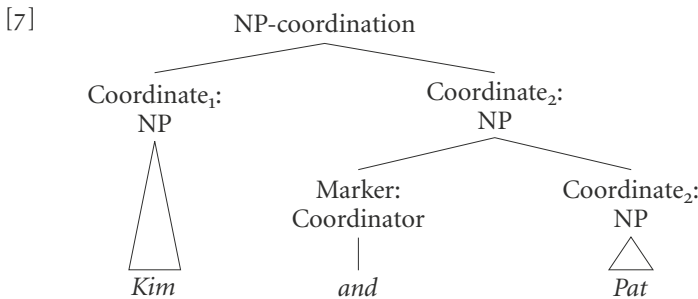 [7]
NP-coordination
Coordinate₁: Coordinate₂:
NP NP
Marker: Coordinate₂:
Coordinator NP
Kim and Pat